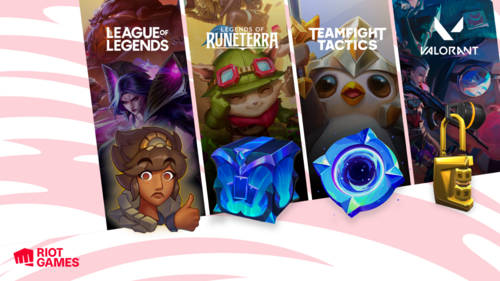 LEAGUE OF
LEGENDS
LEGENDS OF
RUNETERRA
TEAMFIGHT
TACTICS
VALORANT
RIOT
GAMES